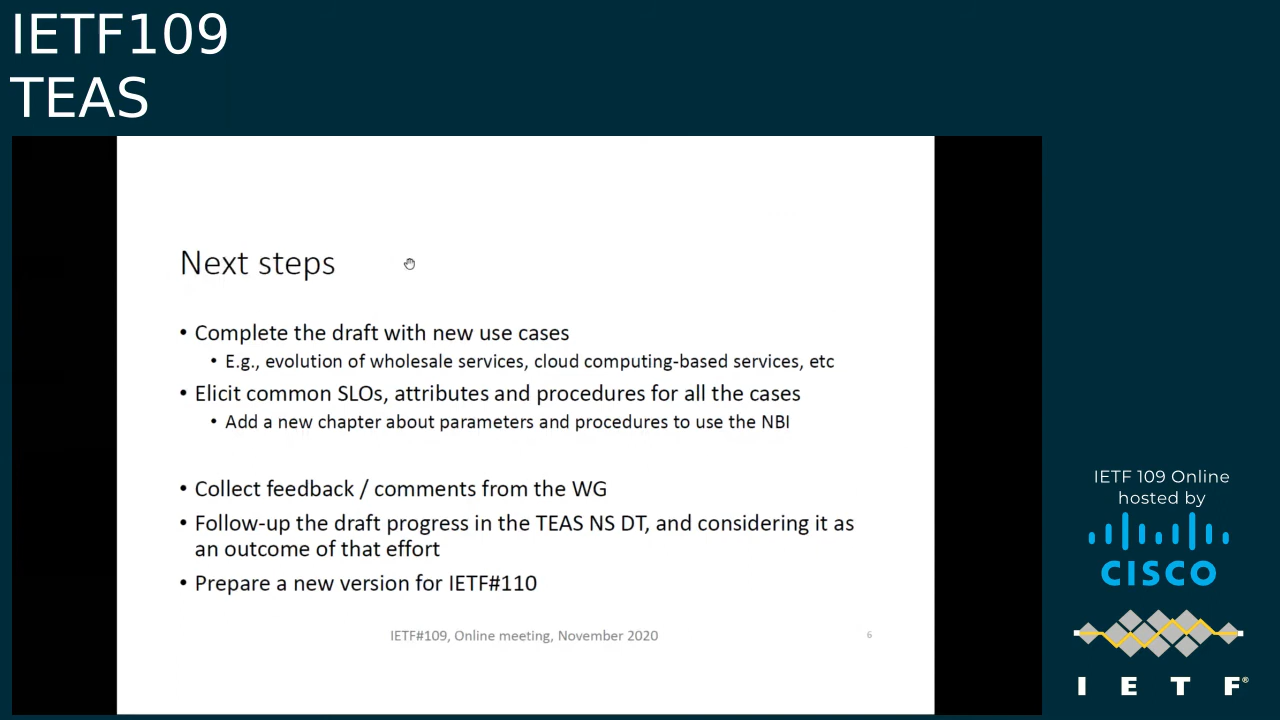 IETF109
TEAS
Next steps
• Complete the draft with new use cases
• E.g., evolution of wholesale services, cloud computing-based services, etc
• Elicit common SLOs, attributes and procedures for all the cases
• Add a new chapter about parameters and procedures to use the NBI
• Collect feedback / comments from the WG
• Follow-up the draft progress in the TEAS NS DT, and considering it as
an outcome of that effort
• Prepare a new version for IETF#110
IETF#109, Online meeting, November 2020
6
IETF 109 Online
hosted by
CISCO
I E T F®